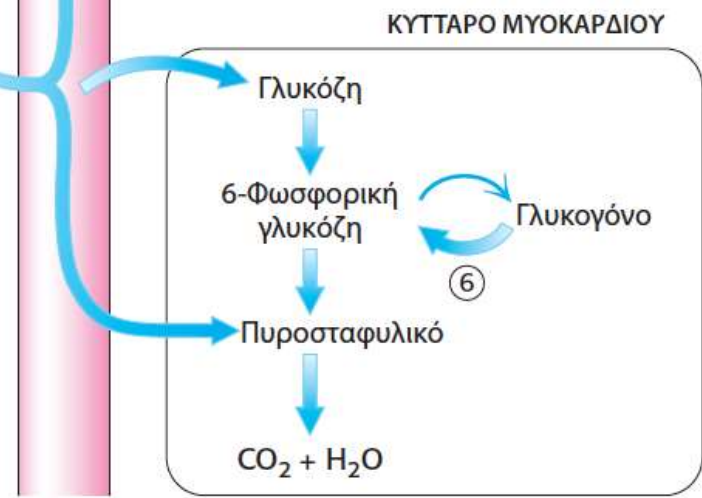 ΚΥΤΤΑΡΟ ΜΥΟΚΑΡΔΙΟΥ
Γλυκόζη
6-Φωσφορική
γλυκόζη
Γλυκογόνο
6
Πυροσταφυλικό
CO₂ + H₂O